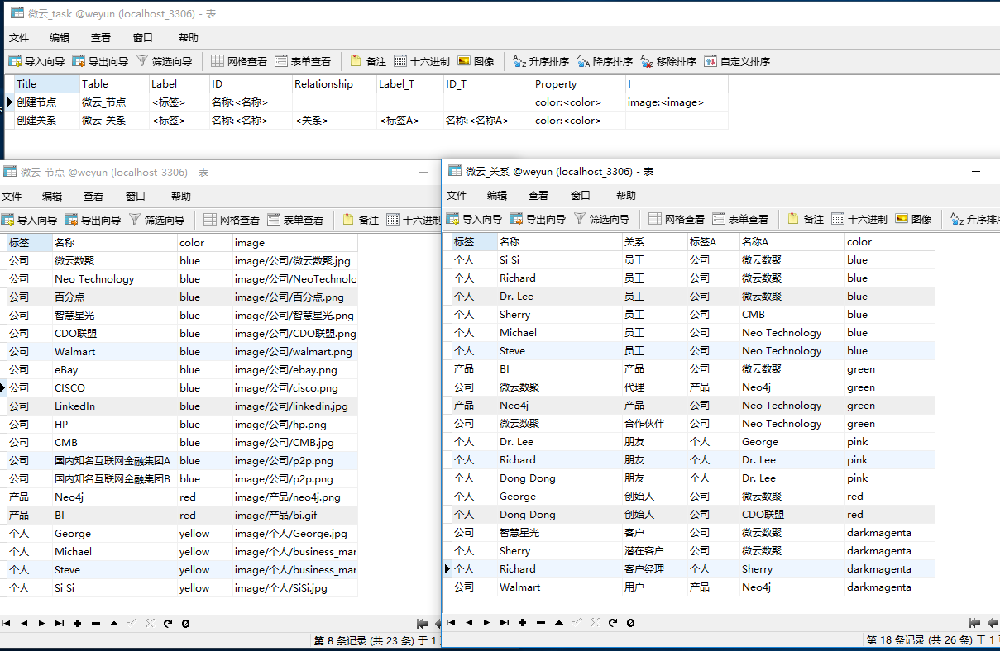 微云_task @weyun (localhost_3306) - 表
文件 编辑 查看 窗口 帮助
导入向导 导出向导 筛选向导 网格查看 表单查看 备注 十六进制 图像 升序排序 降序排序 移除排序 自定义排序
Title Table Label ID Relationship Label_T ID_T Property I
创建节点 微云_节点 <标签> 名称:<名称> color:<color> image:<image>
创建关系 微云_关系 <标签> 名称:<名称> <关系> <标签A> 名称:<名称A> color:<color>
微云_节点 @weyun (localhost_3306) - 表
文件 编辑 查看 窗口 帮助
导入向导 导出向导 筛选向导 网格查看 表单查看 备注 十六进制
标签 名称 color image
公司 微云数聚 blue image/公司/微云数聚.jpg
公司 Neo Technology blue image/公司/NeoTechnolo
公司 百分点 blue image/公司/百分点.png
公司 智慧星光 blue image/公司/智慧星光.png
公司 CDO联盟 blue image/公司/CDO联盟.png
公司 Walmart blue image/公司/walmart.png
公司 eBay blue image/公司/ebay.png
公司 CISCO blue image/公司/cisco.png
公司 LinkedIn blue image/公司/linkedin.jpg
公司 HP blue image/公司/hp.png
公司 CMB blue image/公司/CMB.jpg
公司 国内知名互联网金融集团A blue image/公司/p2p.png
公司 国内知名互联网金融集团B blue image/公司/p2p.png
产品 Neo4j red image/产品/neo4j.png
产品 BI red image/产品/bi.gif
个人 George yellow image/个人/George.jpg
个人 Michael yellow image/个人/business_mar
个人 Steve yellow image/个人/business_mar
个人 Si Si yellow image/个人/SiSi.jpg
第 8 条记录 (共 23 条) 于 1
微云_关系 @weyun (localhost_3306) - 表
文件 编辑 查看 窗口 帮助
导入向导 导出向导 筛选向导 网格查看 表单查看 备注 十六进制 图像 升序排序
标签 名称 关系 标签A 名称A color
个人 Si Si 员工 公司 微云数聚 blue
个人 Richard 员工 公司 微云数聚 blue
个人 Dr. Lee 员工 公司 微云数聚 blue
个人 Sherry 员工 公司 CMB blue
个人 Michael 员工 公司 Neo Technology blue
个人 Steve 员工 公司 Neo Technology blue
产品 BI 产品 公司 微云数聚 green
公司 微云数聚 代理 产品 Neo4j green
产品 Neo4j 产品 公司 Neo Technology green
公司 微云数聚 合作伙伴 公司 Neo Technology green
个人 Dr. Lee 朋友 个人 George pink
个人 Richard 朋友 个人 Dr. Lee pink
个人 Dong Dong 朋友 个人 Dr. Lee pink
个人 George 创始人 公司 微云数聚 red
个人 Dong Dong 创始人 公司 CDO联盟 red
公司 智慧星光 客户 公司 微云数聚 darkmagenta
个人 Sherry 潜在客户 公司 微云数聚 darkmagenta
个人 Richard 客户经理 个人 Sherry darkmagenta
公司 Walmart 用户 产品 Neo4j darkmagenta
第 18 条记录 (共 26 条) 于 1